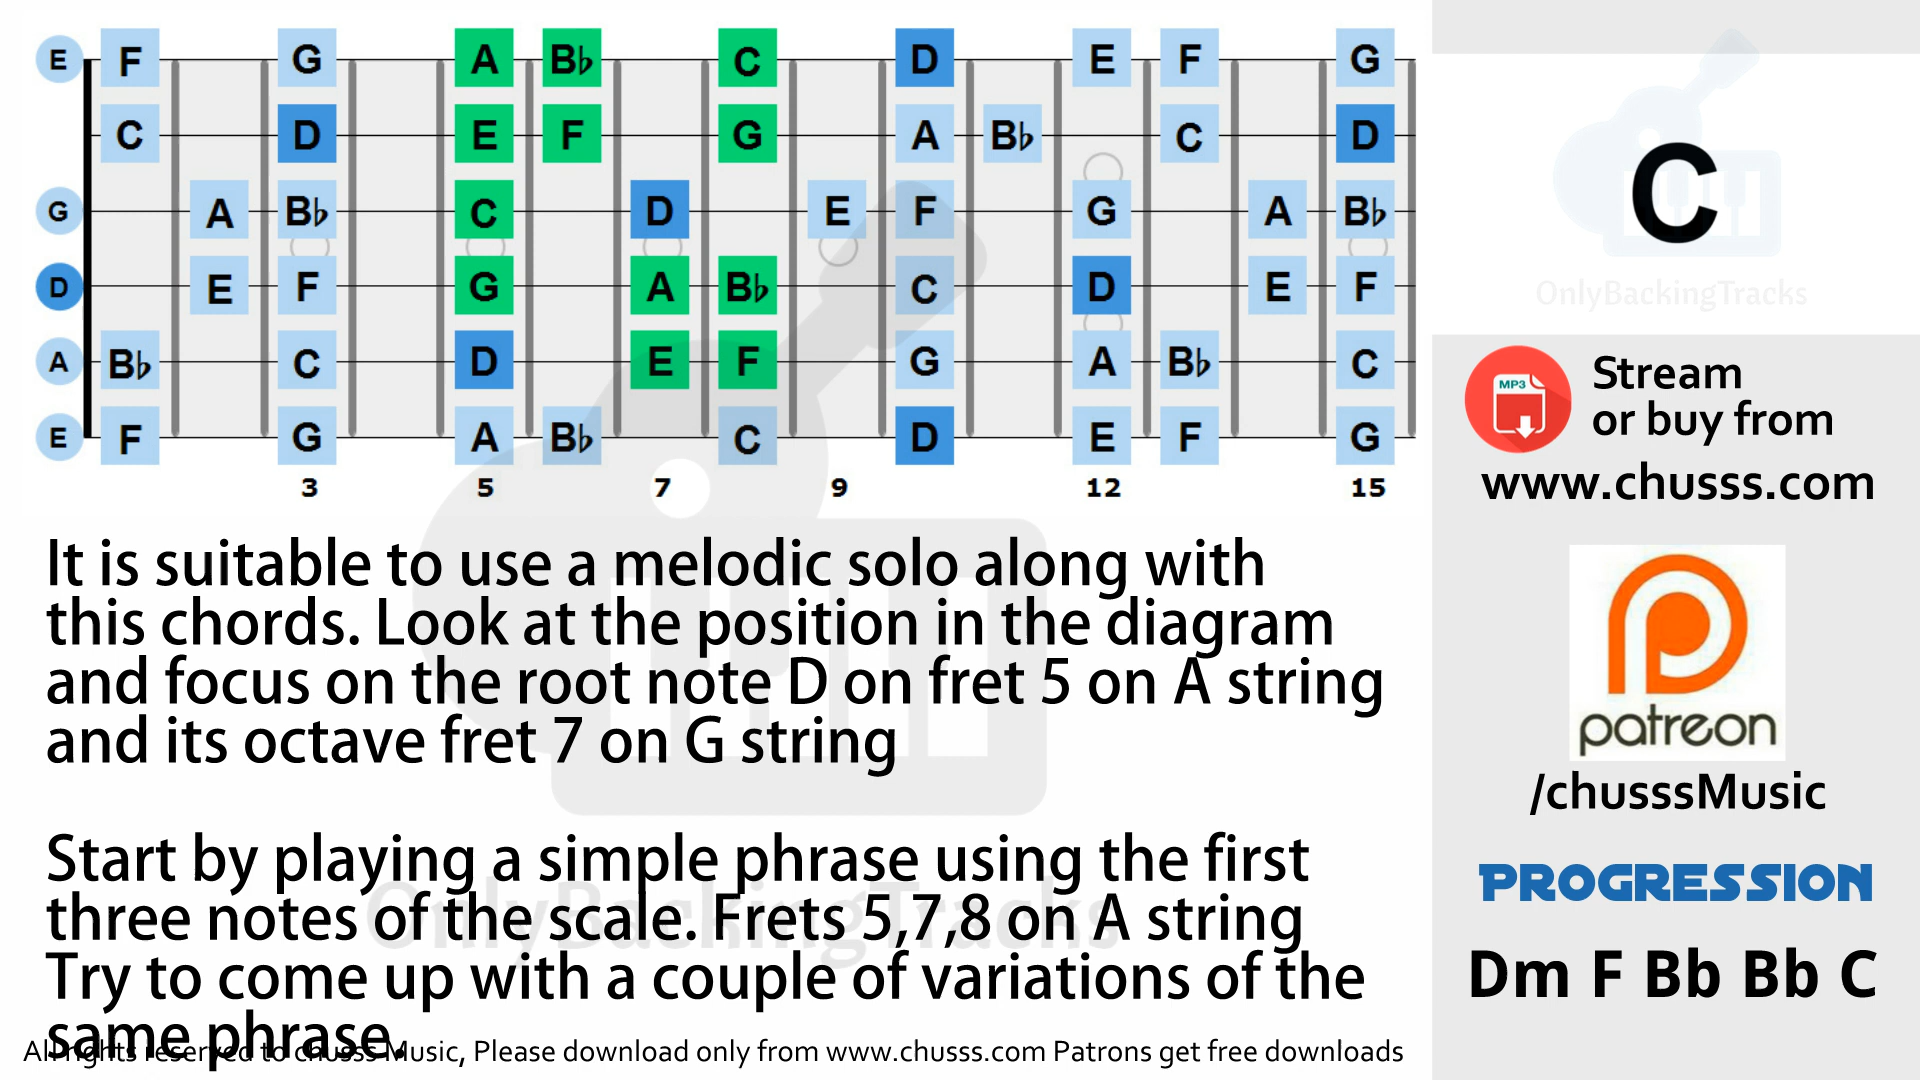 E F G A B♭ C D E F G
C D E F G A B♭ C D
G A B♭ C D E F G A B♭
D E F G A B♭ C D E F
A B♭ C D E F G A B♭ C
E F G A B♭ C D E F G
3 5 7 9 12 15
It is suitable to use a melodic solo along with
this chords. Look at the position in the diagram
and focus on the root note D on fret 5 on A string
and its octave fret 7 on G string
Start by playing a simple phrase using the first
three notes of the scale. Frets 5,7,8 on A string
Try to come up with a couple of variations of the
same phrase.
OnlyBackingTracks
All rights reserved to chusss Music, Please download only from www.chusss.com Patrons get free downloads
C
OnlyBackingTracks
MP3
Stream
or buy from
www.chusss.com
patreon
/chusssMusic
PROGRESSION
Dm F Bb Bb C